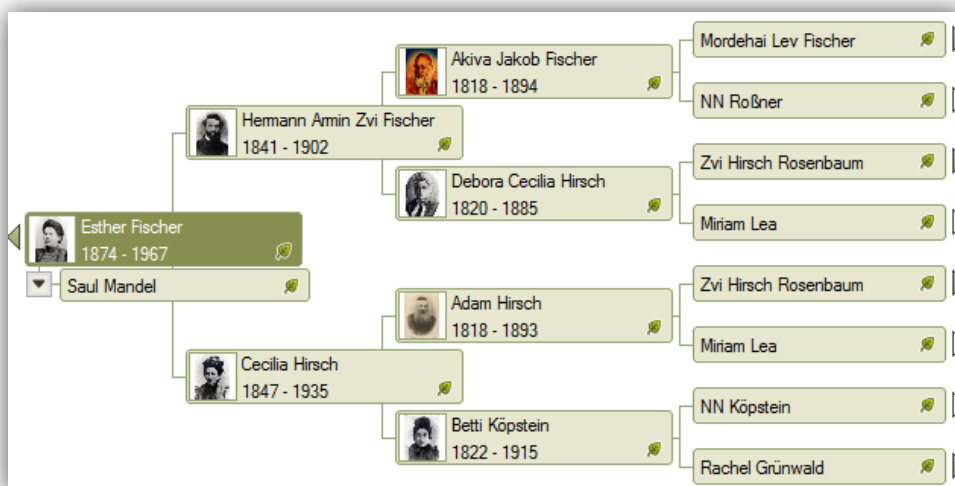 Mordehai Lev Fischer
Akiva Jakob Fischer
1818 - 1894
NN Roßner
Hermann Armin Zvi Fischer
1841 - 1902
Zvi Hirsch Rosenbaum
Debora Cecilia Hirsch
1820 - 1885
Miriam Lea
Esther Fischer
1874 - 1967
Saul Mandel
Zvi Hirsch Rosenbaum
Adam Hirsch
1818 - 1893
Miriam Lea
Cecilia Hirsch
1847 - 1935
NN Köpstein
Betti Köpstein
1822 - 1915
Rachel Grünwald